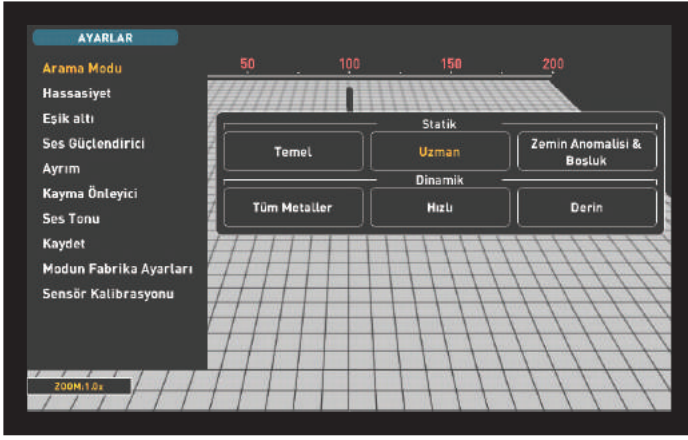 AYARLAR
Arama Modu
Hassasiyet
Eşik altı
Ses Güçlendirici
Ayrım
Kayma Önleyici
Ses Tonu
Kaydet
Modun Fabrika Ayarları
Sensör Kalibrasyonu
50 100 150 200
Statik
Temel Uzman Zemin Anomalisi &
Boşluk
Dinamik
Tüm Metaller Hızlı Derin
ZOOM:1.0x